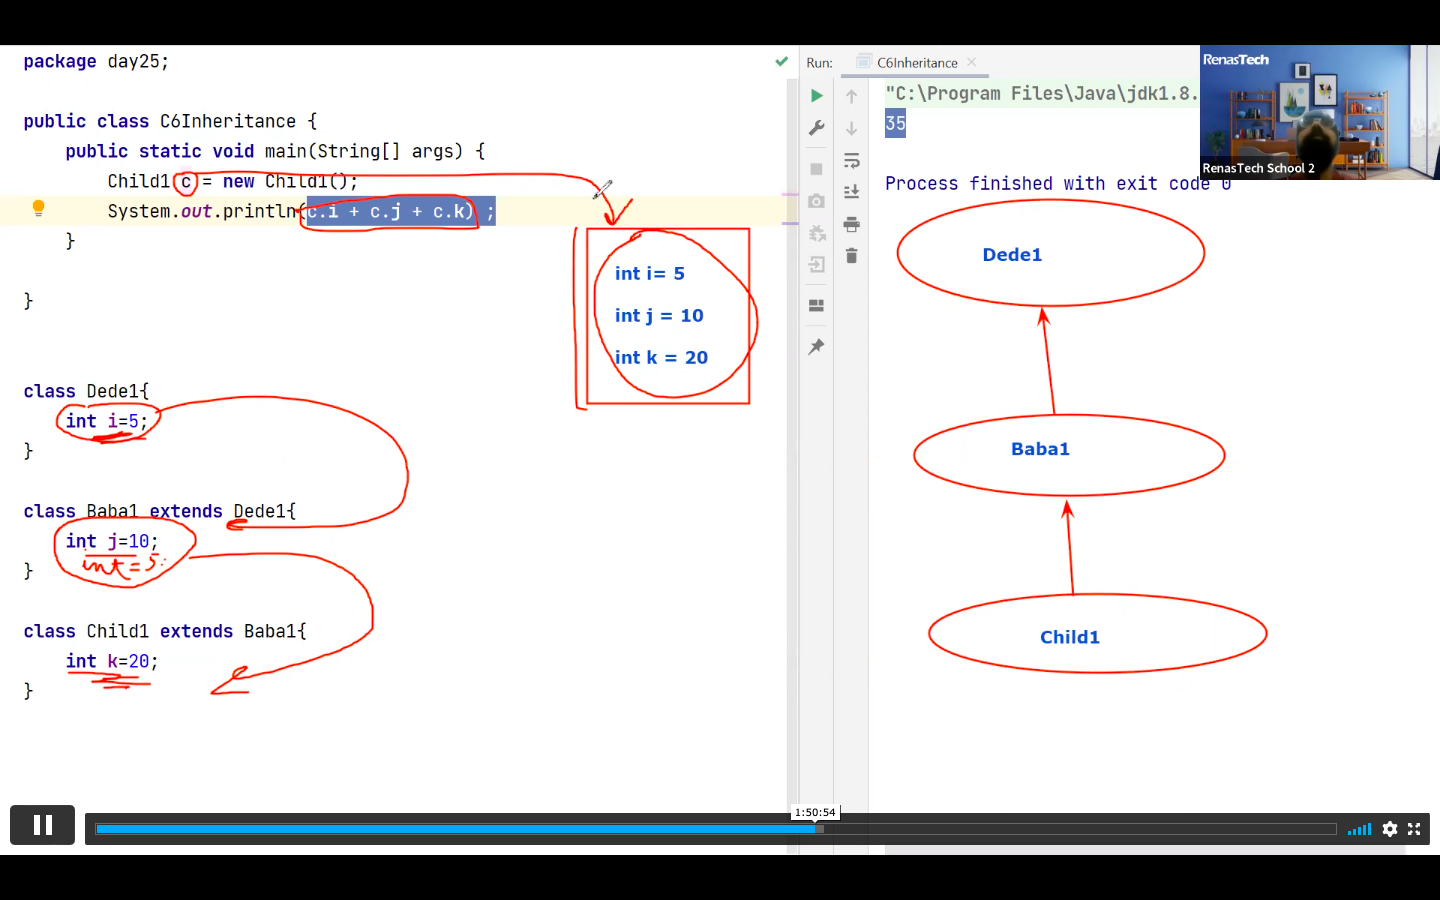 package day25;
public class C6Inheritance {
public static void main(String[] args) {
Child1 c = new Child1();
System.out.println(c.i + c.j + c.k) ;
}
}
class Dede1{
int i=5;
}
class Baba1 extends Dede1{
int j=10;
int=5.
}
class Child1 extends Baba1{
int k=20;
}
int i= 5
int j = 10
int k = 20
Run: C6Inheritance
"C:\Program Files\Java\jdk1.8.
35
Process finished with exit code 0
RenasTech
RenasTech School 2
Dede1
Baba1
Child1
1:50:54